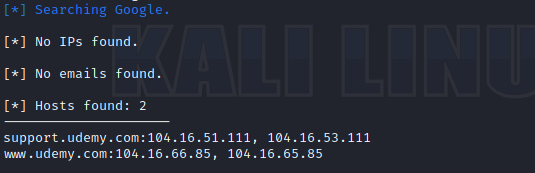 [*] Searching Google.
[*] No IPs found.
[*] No emails found.
[*] Hosts found: 2
---------------------
support.udemy.com:104.16.51.111, 104.16.53.111
www.udemy.com:104.16.66.85, 104.16.65.85
KALI LINU